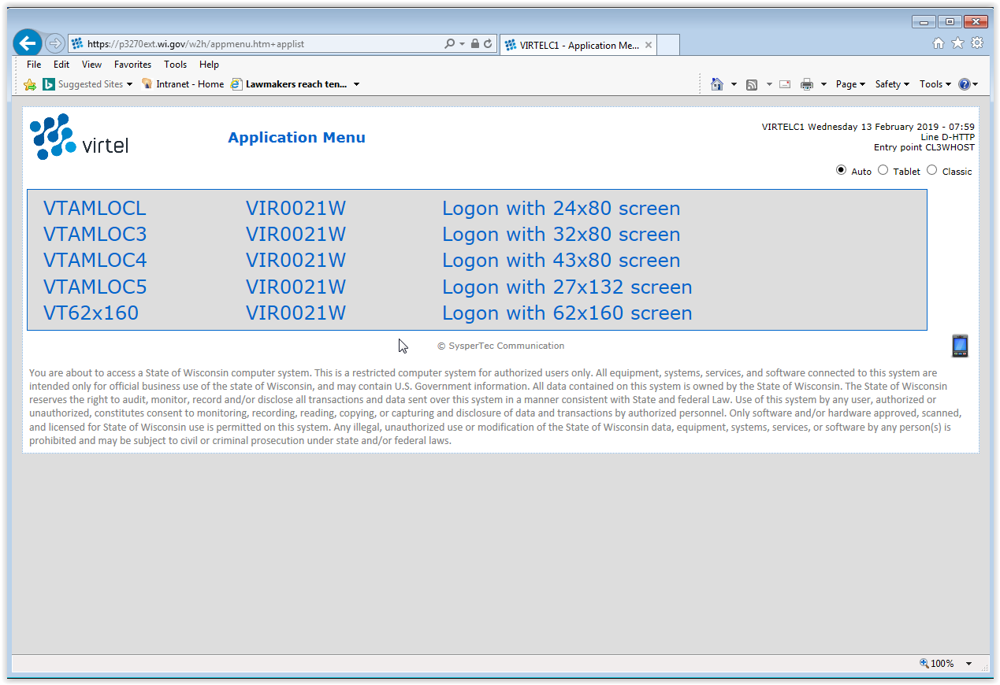 https://p3270ext.wi.gov/w2h/appmenu.htm+applist
VIRTELC1 - Application Me...
File Edit View Favorites Tools Help
Suggested Sites Intranet - Home Lawmakers reach ten...
Page Safety Tools
virtel
Application Menu
VIRTELC1 Wednesday 13 February 2019 - 07:59
Line D-HTTP
Entry point CL3WHOST
Auto Tablet Classic
VTAMLOCL VIR0021W Logon with 24x80 screen
VTAMLOC3 VIR0021W Logon with 32x80 screen
VTAMLOC4 VIR0021W Logon with 43x80 screen
VTAMLOC5 VIR0021W Logon with 27x132 screen
VT62x160 VIR0021W Logon with 62x160 screen
© SysperTec Communication
You are about to access a State of Wisconsin computer system. This is a restricted computer system for authorized users only. All equipment, systems, services, and software connected to this system are
intended only for official business use of the state of Wisconsin, and may contain U.S. Government information. All data contained on this system is owned by the State of Wisconsin. The State of Wisconsin
reserves the right to audit, monitor, record and/or disclose all transactions and data sent over this system in a manner consistent with State and federal Law. Use of this system by any user, authorized or
unauthorized, constitutes consent to monitoring, recording, reading, copying, or capturing and disclosure of data and transactions by authorized personnel. Only software and/or hardware approved, scanned,
and licensed for State of Wisconsin use is permitted on this system. Any illegal, unauthorized use or modification of the State of Wisconsin data, equipment, systems, services, or software by any person(s) is
prohibited and may be subject to civil or criminal prosecution under state and/or federal laws.
100%